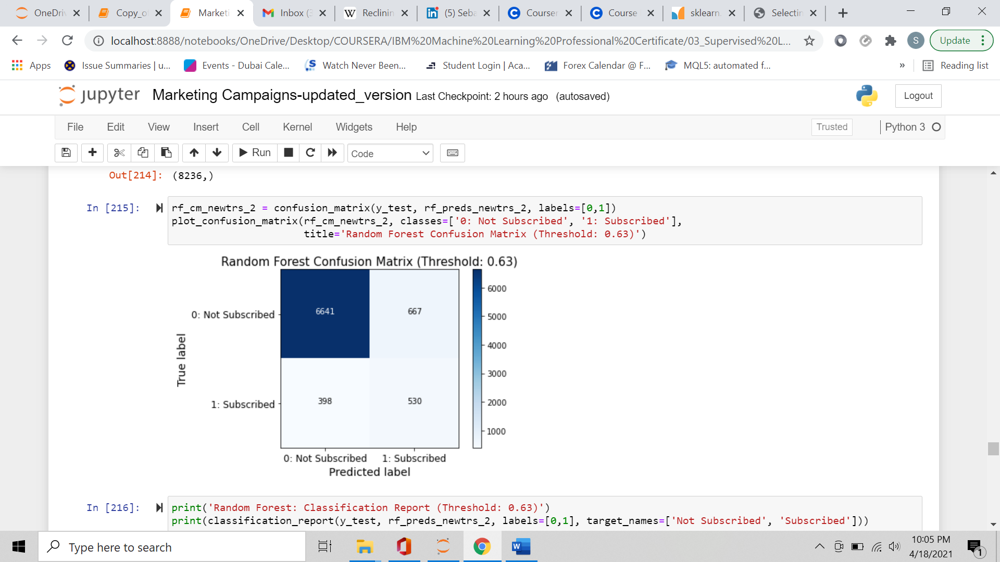 OneDri
Copy_o
Marketi
Inbox (3
Reclinin
(5) Seba
Courser
Course
sklearn.
Selectin
localhost:8888/notebooks/OneDrive/Desktop/COURSERA/IBM%20Machine%20Learning%20Professional%20Certificate/03_Supervised%20L...
S
Update
Apps
Issue Summaries | u...
Events - Dubai Cale...
Watch Never Been...
Student Login | Aca...
Forex Calendar @ F...
MQL5: automated f...
»
Reading list
jupyter Marketing Campaigns-updated_version Last Checkpoint: 2 hours ago (autosaved)
Logout
File Edit View Insert Cell Kernel Widgets Help
Trusted
Python 3
Run
Code
Out[214]: (8236,)
In [215]:
rf_cm_newtrs_2 = confusion_matrix(y_test, rf_preds_newtrs_2, labels=[0,1])
plot_confusion_matrix(rf_cm_newtrs_2, classes=['0: Not Subscribed', '1: Subscribed'],
title='Random Forest Confusion Matrix (Threshold: 0.63)')
Random Forest Confusion Matrix (Threshold: 0.63)
0: Not Subscribed
6641
667
1: Subscribed
398
530
True label
0: Not Subscribed
1: Subscribed
Predicted label
6000
5000
4000
3000
2000
1000
In [216]:
print('Random Forest: Classification Report (Threshold: 0.63)')
print(classification_report(y_test, rf_preds_newtrs_2, labels=[0,1], target_names=['Not Subscribed', 'Subscribed']))
Type here to search
10:05 PM
4/18/2021
1